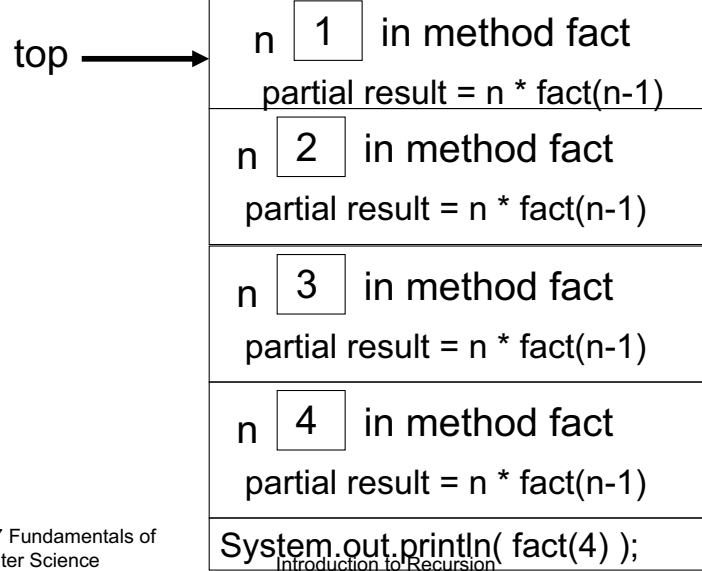 n 1 in method fact
top
partial result = n * fact(n-1)
n 2 in method fact
partial result = n * fact(n-1)
n 3 in method fact
partial result = n * fact(n-1)
n 4 in method fact
partial result = n * fact(n-1)
System.out.println( fact(4) );
Fundamentals of
ter Science
Introduction to Recursion